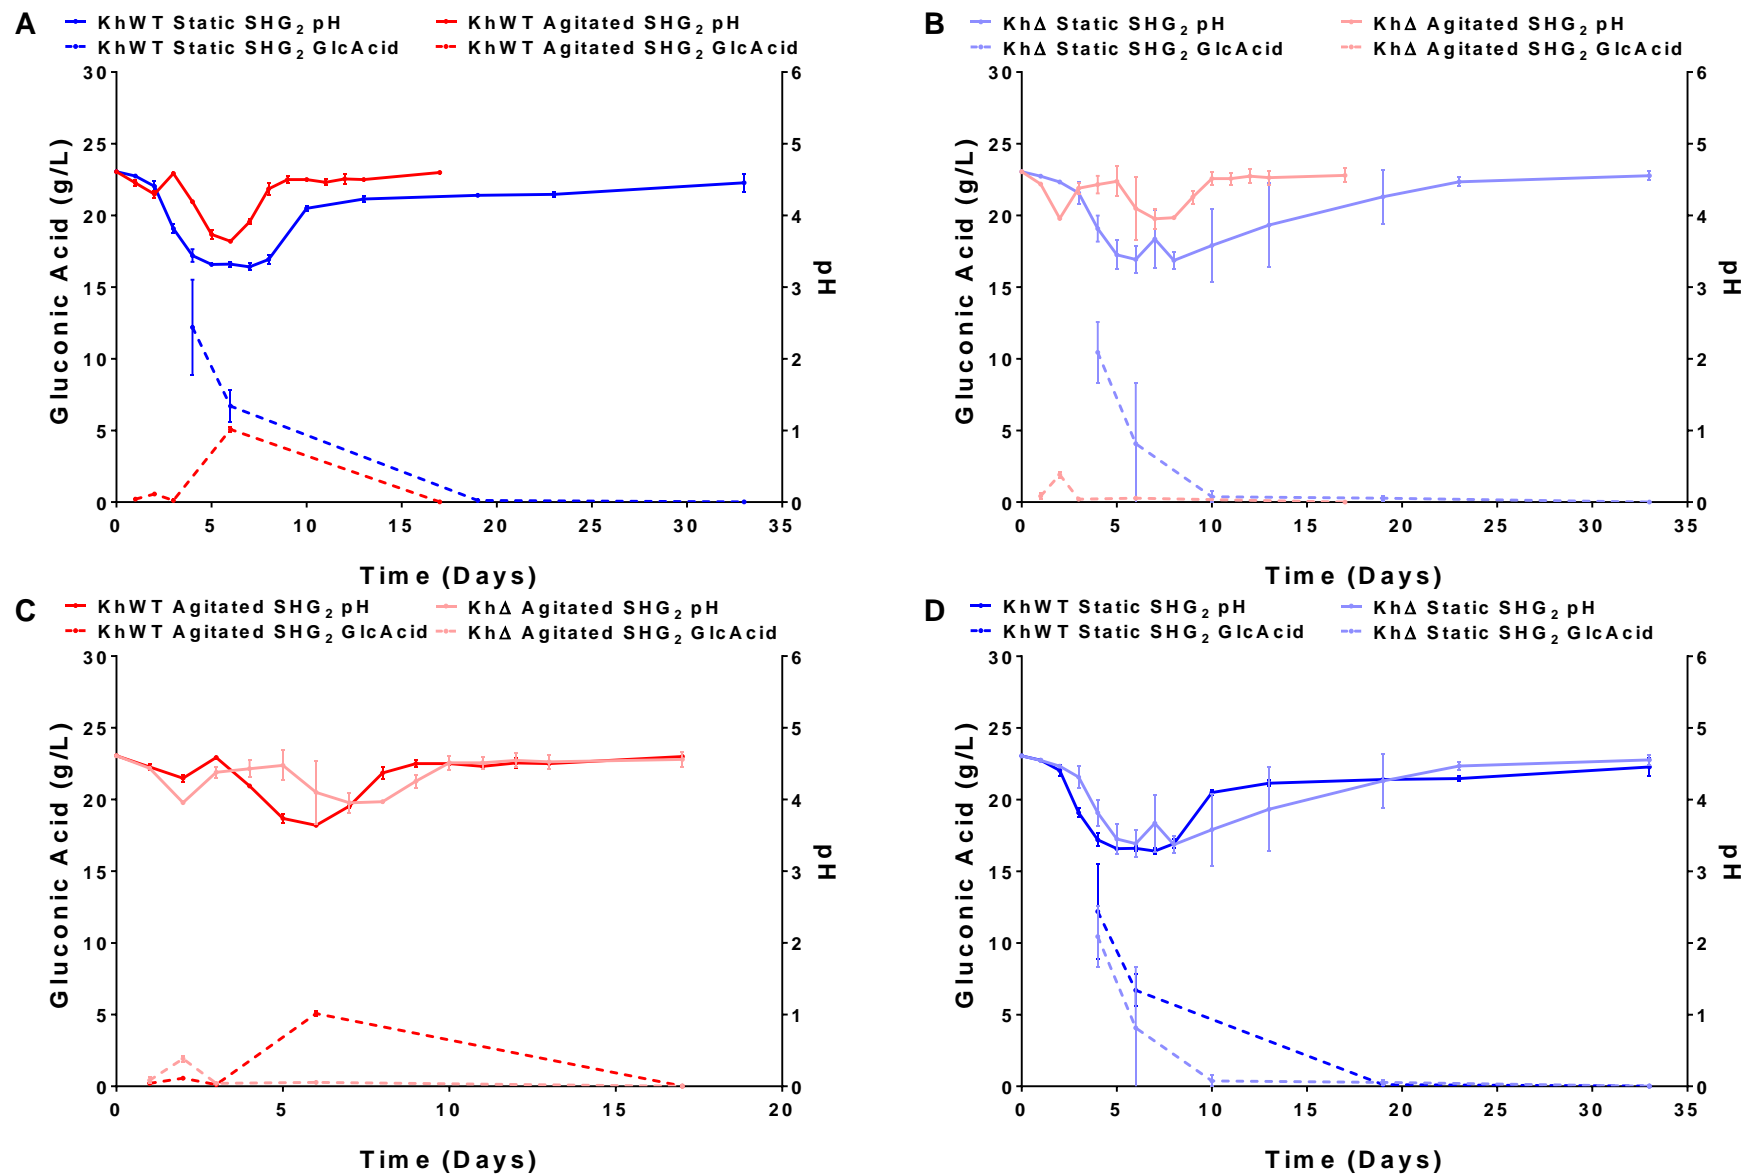 A
KhWT Static SHG2 pH KhWT Agitated SHG2 pH
KhWT Static SHG2 GlcAcid KhWT Agitated SHG2 GlcAcid
30 25 20 15 10 5 0
Gluconic Acid (g/L)
6 5 4 3 2 1 0
pH
0 5 10 15 20 25 30 35
Time (Days)
B
KhΔ Static SHG2 pH KhΔ Agitated SHG2 pH
KhΔ Static SHG2 GlcAcid KhΔ Agitated SHG2 GlcAcid
30 25 20 15 10 5 0
Gluconic Acid (g/L)
6 5 4 3 2 1 0
pH
0 5 10 15 20 25 30 35
Time (Days)
C
KhWT Agitated SHG2 pH KhΔ Agitated SHG2 pH
KhWT Agitated SHG2 GlcAcid KhΔ Agitated SHG2 GlcAcid
30 25 20 15 10 5 0
Gluconic Acid (g/L)
6 5 4 3 2 1 0
pH
0 5 10 15 20
Time (Days)
D
KhWT Static SHG2 pH KhΔ Static SHG2 pH
KhWT Static SHG2 GlcAcid KhΔ Static SHG2 GlcAcid
30 25 20 15 10 5 0
Gluconic Acid (g/L)
6 5 4 3 2 1 0
pH
0 5 10 15 20 25 30 35
Time (Days)